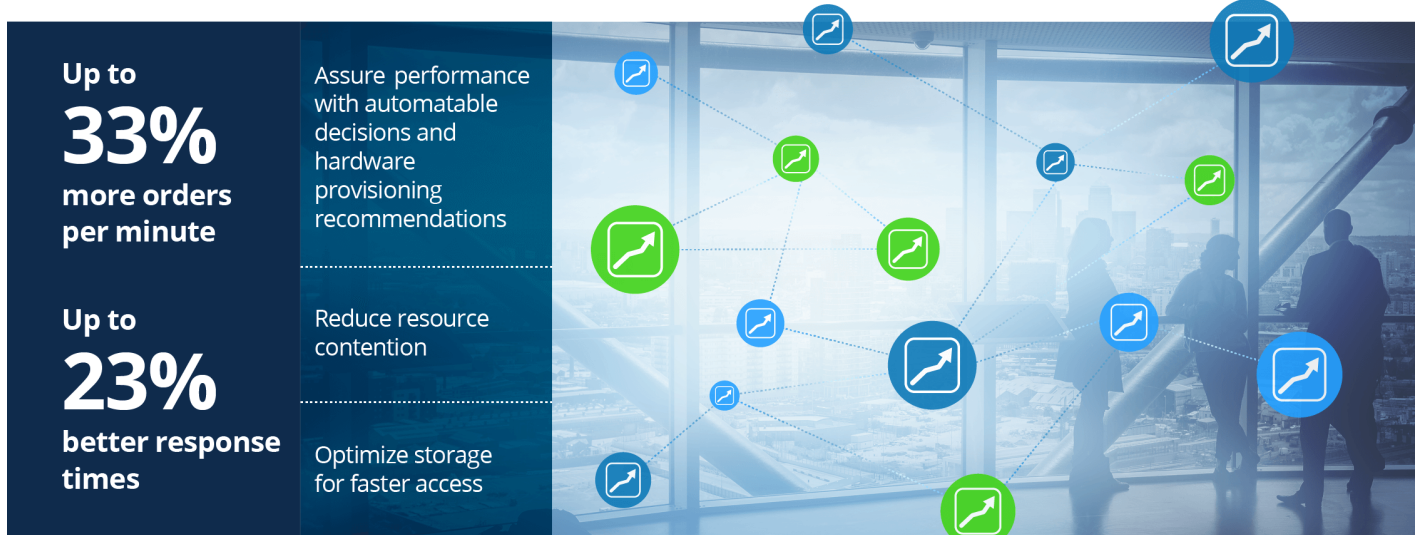 Up to
33%
more orders
per minute
Up to
23%
better response
times
Assure performance
with automatable
decisions and
hardware
provisioning
recommendations
Reduce resource
contention
Optimize storage
for faster access